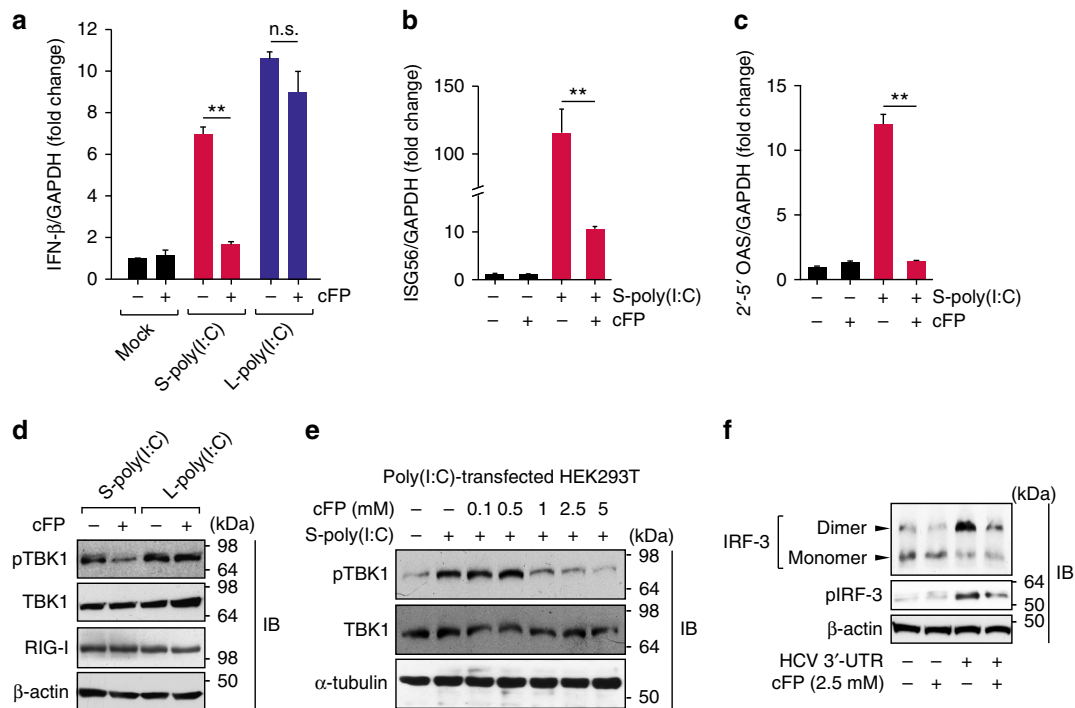 a
IFN-β/GAPDH (fold change)
12
10
8
6
4
2
0
**
n.s.
– + – + – + cFP
Mock
S-poly(I:C)
L-poly(I:C)
b
ISG56/GAPDH (fold change)
150
100
10
0
**
– – + + S-poly(I:C)
– + – + cFP
c
2′-5′ OAS/GAPDH (fold change)
15
10
5
0
**
– – + + S-poly(I:C)
– + – + cFP
d
S-poly(I:C)
L-poly(I:C)
cFP – + – + (kDa)
pTBK1
98
64
TBK1
98
64
RIG-I
98
β-actin
50
IB
e
Poly(I:C)-transfected HEK293T
cFP (mM) – – 0.1 0.5 1 2.5 5
S-poly(I:C) – + + + + + + (kDa)
pTBK1
98
64
TBK1
98
64
α-tubulin
50
IB
f
(kDa)
IRF-3
Dimer
Monomer
pIRF-3
64
50
β-actin
50
IB
HCV 3′-UTR – – + +
cFP (2.5 mM) – + – +